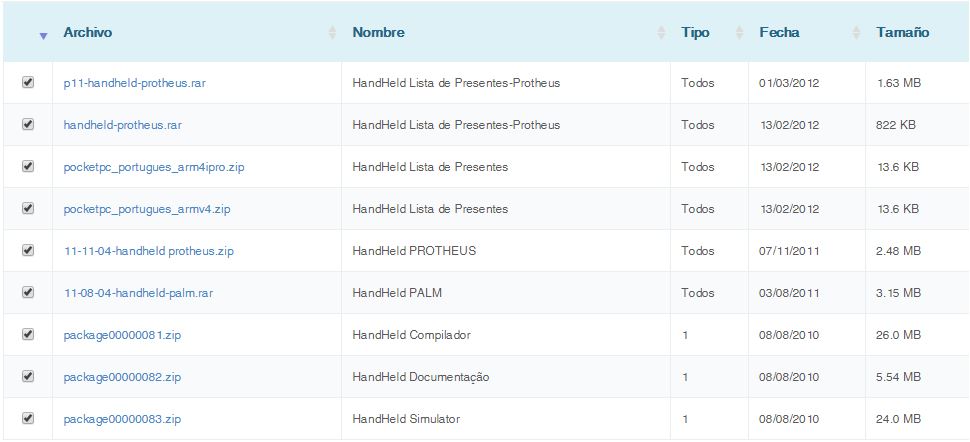 Archivo Nombre Tipo Fecha Tamaño
p11-handheld-protheus.rar HandHeld Lista de Presentes-Protheus Todos 01/03/2012 1.63 MB
handheld-protheus.rar HandHeld Lista de Presentes-Protheus Todos 13/02/2012 822 KB
pocketpc_portugues_arm4ipro.zip HandHeld Lista de Presentes Todos 13/02/2012 13.6 KB
pocketpc_portugues_armv4.zip HandHeld Lista de Presentes Todos 13/02/2012 13.6 KB
11-11-04-handheld protheus.zip HandHeld PROTHEUS Todos 07/11/2011 2.48 MB
11-08-04-handheld-palm.rar HandHeld PALM Todos 03/08/2011 3.15 MB
package00000081.zip HandHeld Compilador 1 08/08/2010 26.0 MB
package00000082.zip HandHeld Documentação 1 08/08/2010 5.54 MB
package00000083.zip HandHeld Simulator 1 08/08/2010 24.0 MB